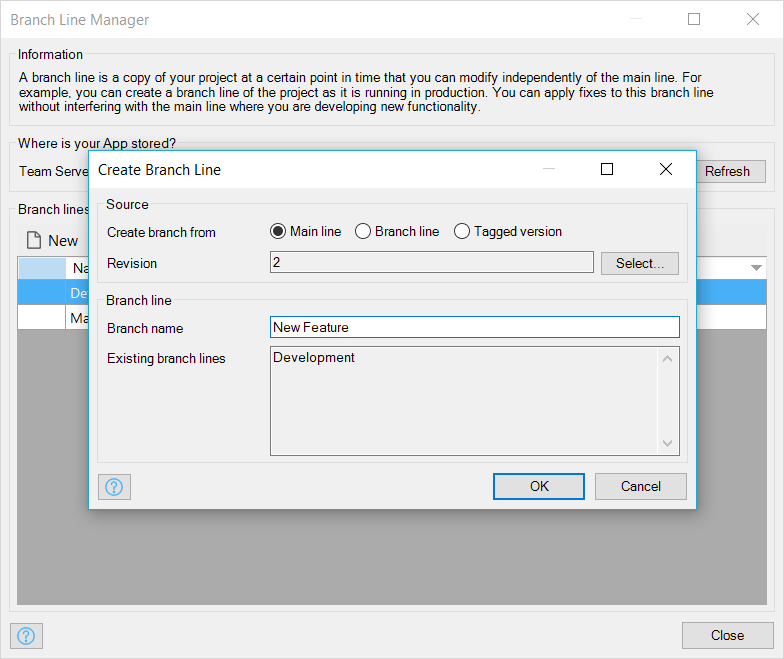 Branch Line Manager
Information
A branch line is a copy of your project at a certain point in time that you can modify independently of the main line. For
example, you can create a branch line of the project as it is running in production. You can apply fixes to this branch line
without interfering with the main line where you are developing new functionality.
Where is your App stored?
Team Serve
Refresh
Branch lines
New
Na
De
Ma
Create Branch Line
Source
Create branch from Main line Branch line Tagged version
Revision 2 Select...
Branch line
Branch name New Feature
Existing branch lines Development
? OK Cancel
? Close